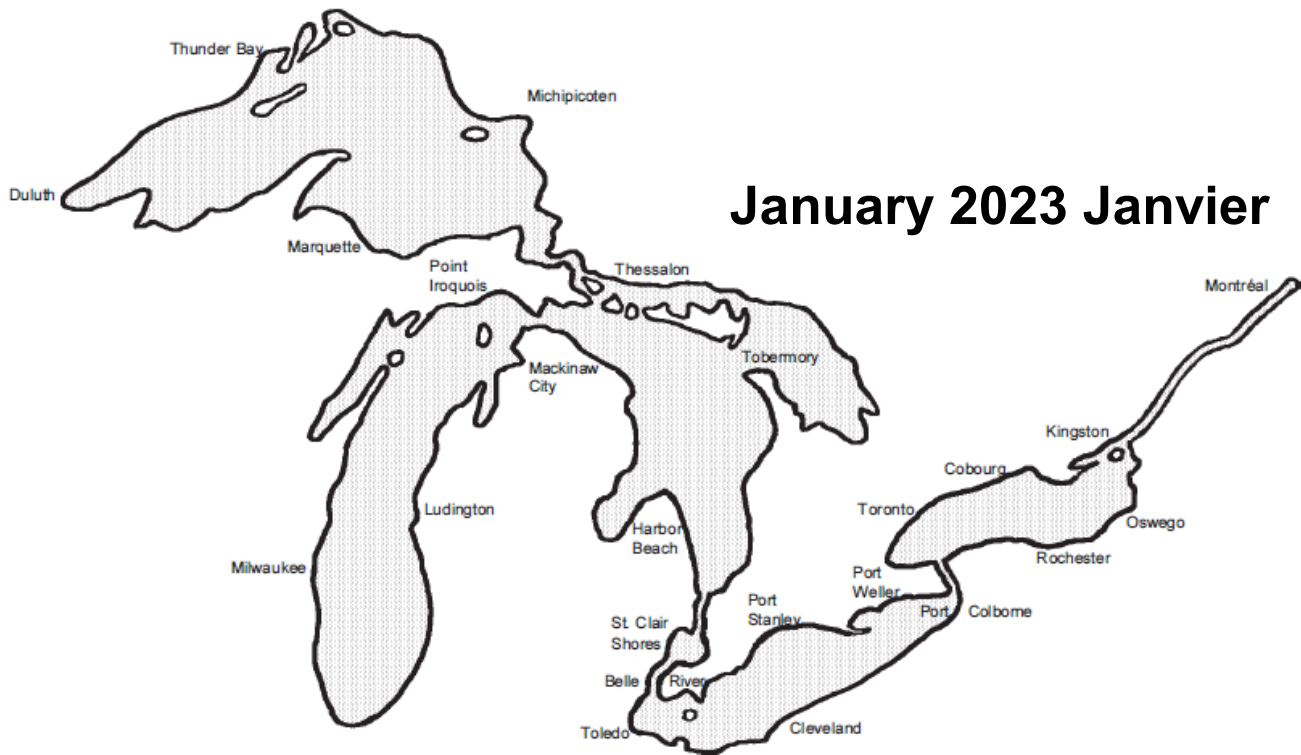 Thunder Bay
Michipicoten
Duluth
January 2023 Janvier
Marquette
Point
Iroquois
Thessalon
Montréal
Tobermory
Mackinaw
City
Kingston
Cobourg
Ludington
Toronto
Oswego
Harbor
Beach
Rochester
Milwaukee
Port
Weller
Port
Stanley
Port Colborne
St. Clair
Shores
Belle River
Toledo
Cleveland